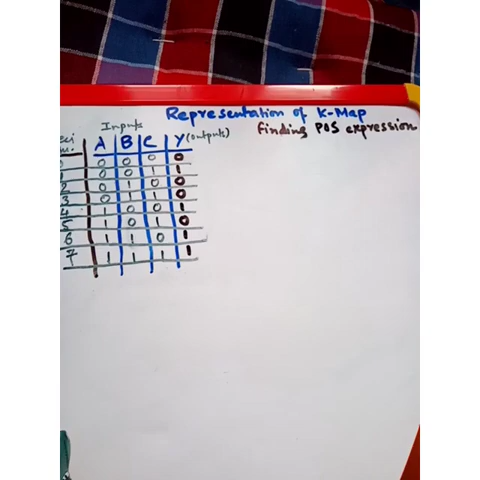 Representation of K-Map
Finding POS expression
Inputs
(outputs)
A B C Y
0 0 0 0
0 0 1 1
2 0 1 0 0
3 0 1 1 0
4 1 0 0 1
5 1 0 1 0
6 1 1 0 1
7 1 1 1 1